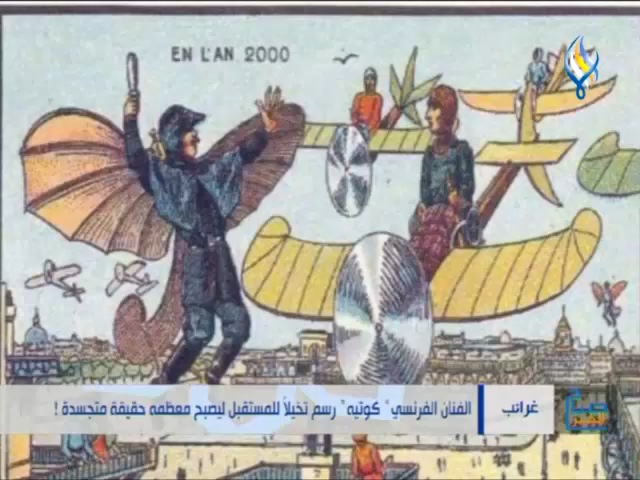 EN L'AN 2000
غرائب
الفنان الفرنسي " كوتيه" رسم تخيلاً للمستقبل ليصبح معظمه حقيقة متجسدة !